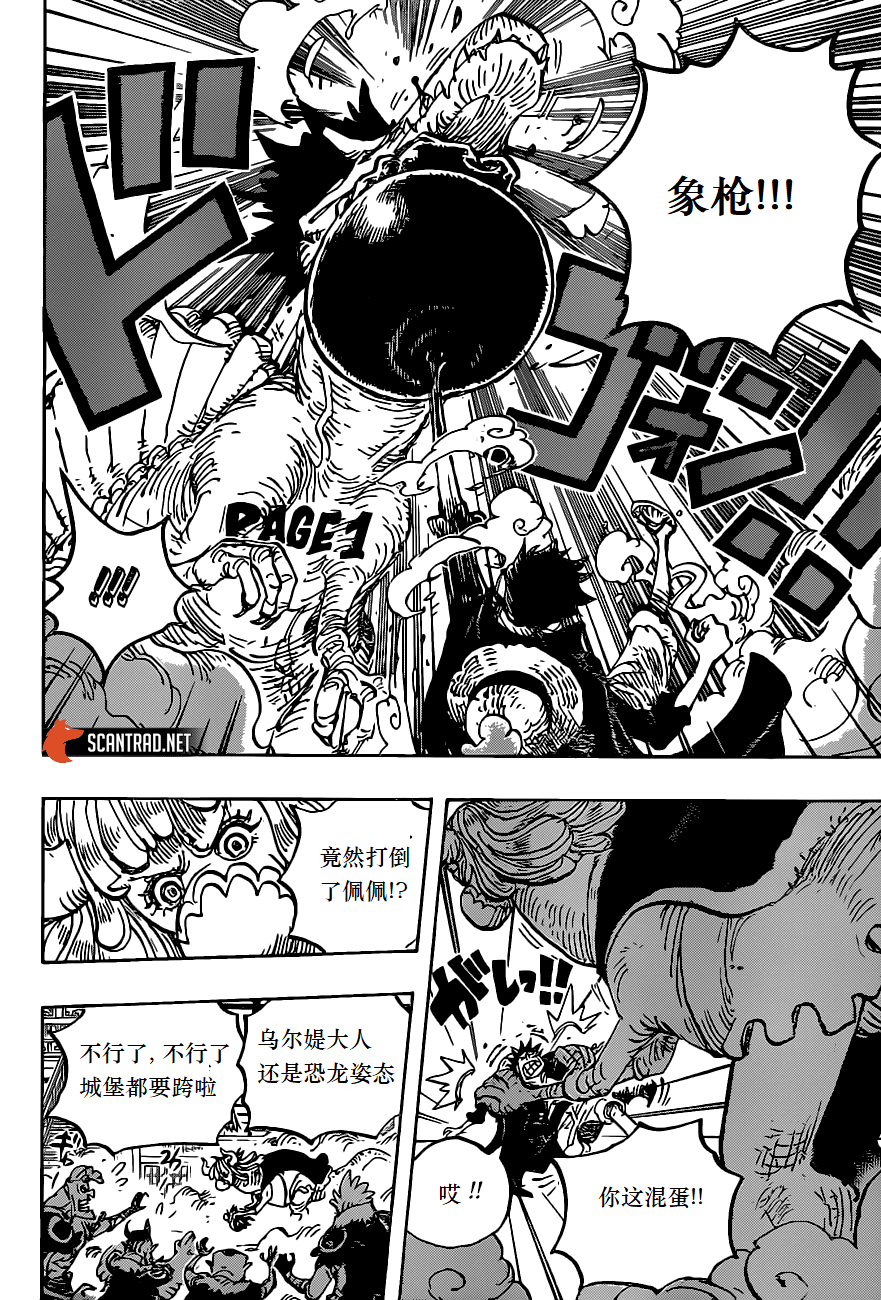 象枪!!!
ドゴォン!!
PAGE 1
!!!!
SCANTRAD.NET
竟然打倒
了佩佩!?
がしっ!!
哎!!
你这混蛋!!
乌尔媞大人
还是恐龙姿态
不行了, 不行了
城堡都要跨啦